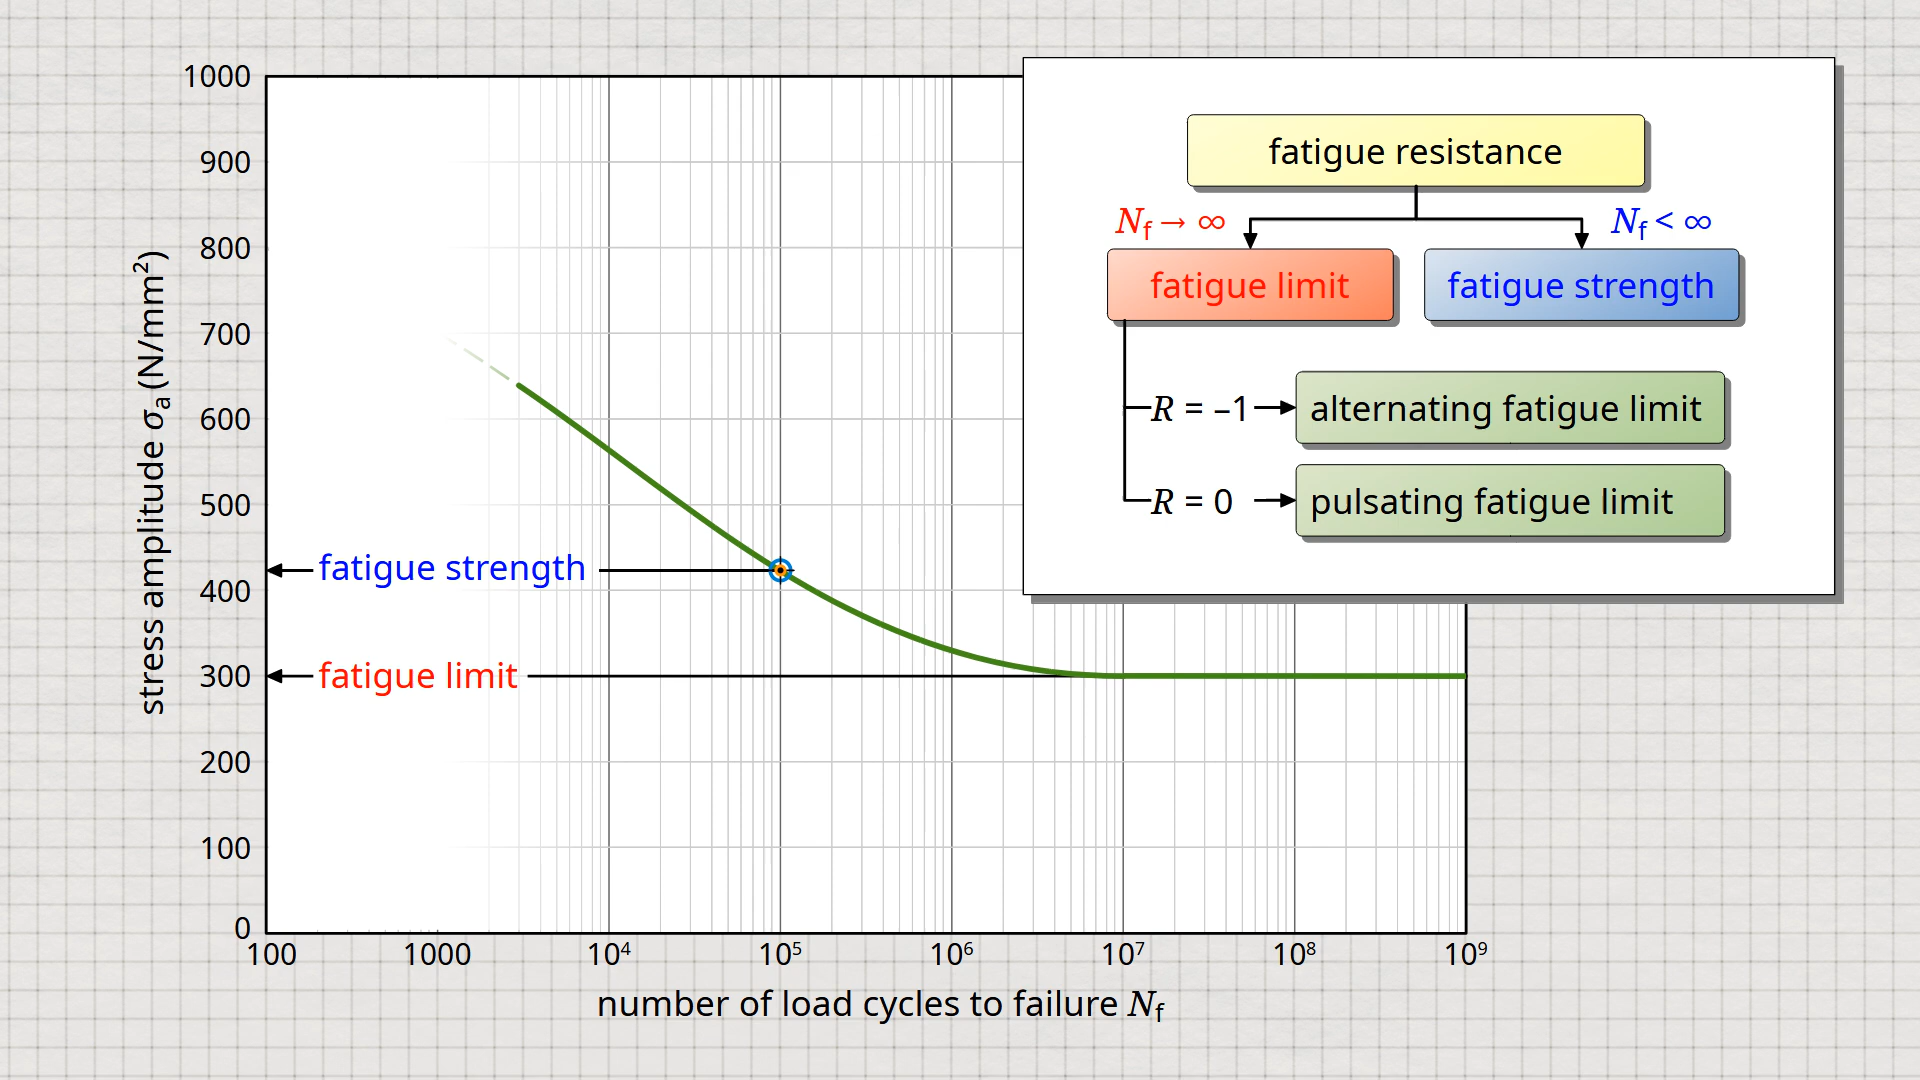 1000
900
800
700
600
500
400
300
200
100
0
stress amplitude σa (N/mm²)
fatigue strength
fatigue limit
100 1000 10⁴ 10⁵ 10⁶ 10⁷ 10⁸ 10⁹
number of load cycles to failure Nf
fatigue resistance
Nf → ∞ Nf < ∞
fatigue limit fatigue strength
R = –1 alternating fatigue limit
R = 0 pulsating fatigue limit